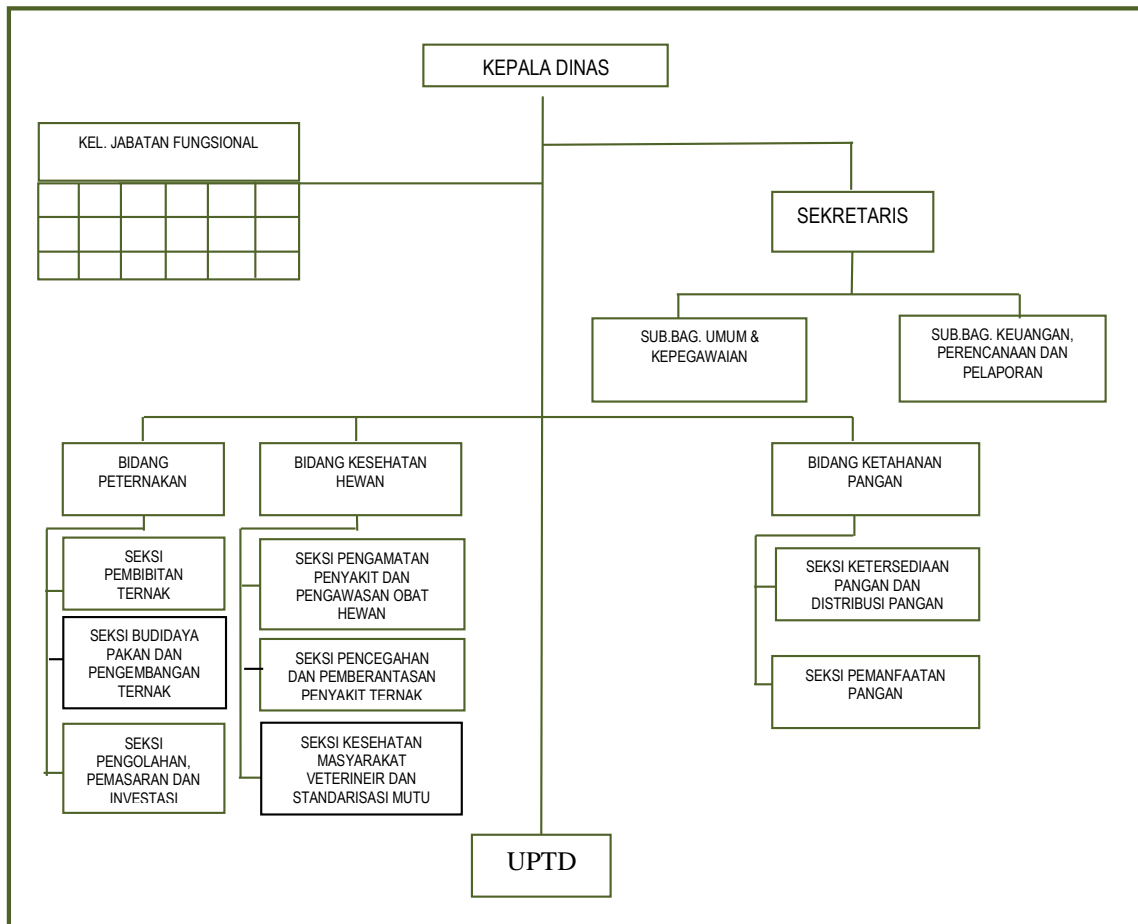 KEPALA DINAS
KEL. JABATAN FUNGSIONAL
SEKRETARIS
SUB.BAG. UMUM &
KEPEGAWAIAN
SUB.BAG. KEUANGAN,
PERENCANAAN DAN
PELAPORAN
BIDANG
PETERNAKAN
BIDANG KESEHATAN
HEWAN
BIDANG KETAHANAN
PANGAN
SEKSI
PEMBIBITAN
TERNAK
SEKSI BUDIDAYA
PAKAN DAN
PENGEMBANGAN
TERNAK
SEKSI
PENGOLAHAN,
PEMASARAN DAN
INVESTASI
SEKSI PENGAMATAN
PENYAKIT DAN
PENGAWASAN OBAT
HEWAN
SEKSI PENCEGAHAN
DAN PEMBERANTASAN
PENYAKIT TERNAK
SEKSI KESEHATAN
MASYARAKAT
VETERINEIR DAN
STANDARISASI MUTU
SEKSI KETERSEDIAAN
PANGAN DAN
DISTRIBUSI PANGAN
SEKSI PEMANFAATAN
PANGAN
UPTD